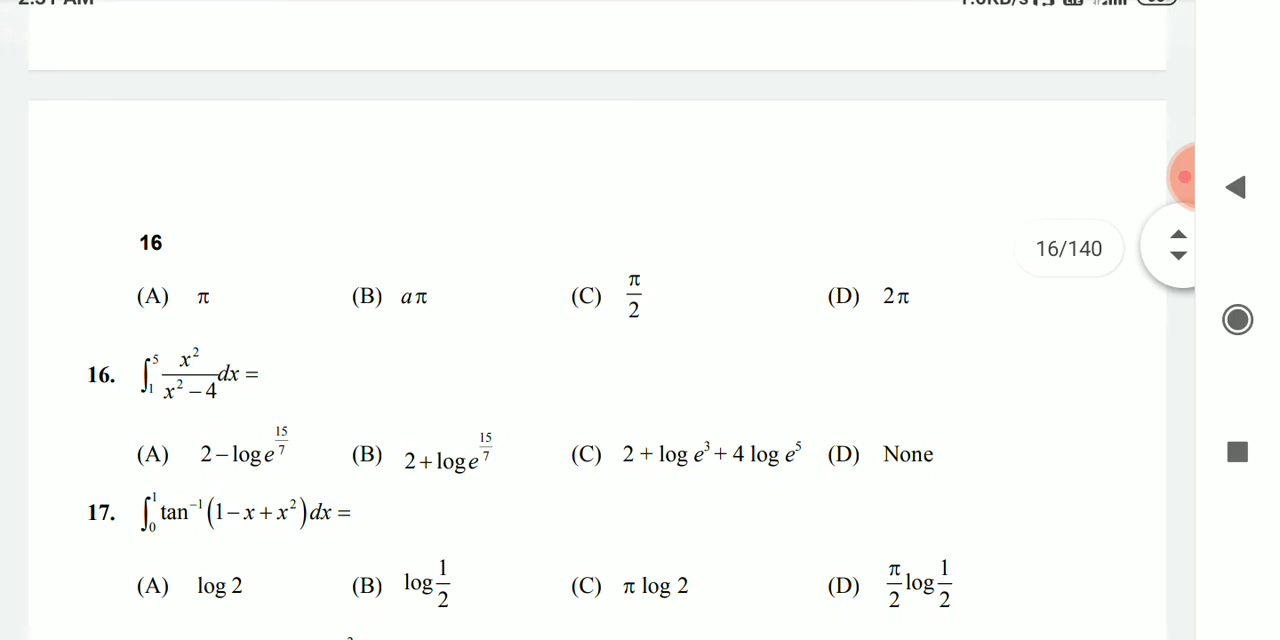 16
16/140
(A) π (B) aπ (C) π/2 (D) 2π
16. ∫₁⁵ x²/(x² – 4) dx =
(A) 2 – log e^(15/7) (B) 2 + log e^(15/7) (C) 2 + log e³ + 4 log e⁵ (D) None
17. ∫₀¹ tan⁻¹(1 – x + x²) dx =
(A) log 2 (B) log 1/2 (C) π log 2 (D) π/2 log 1/2